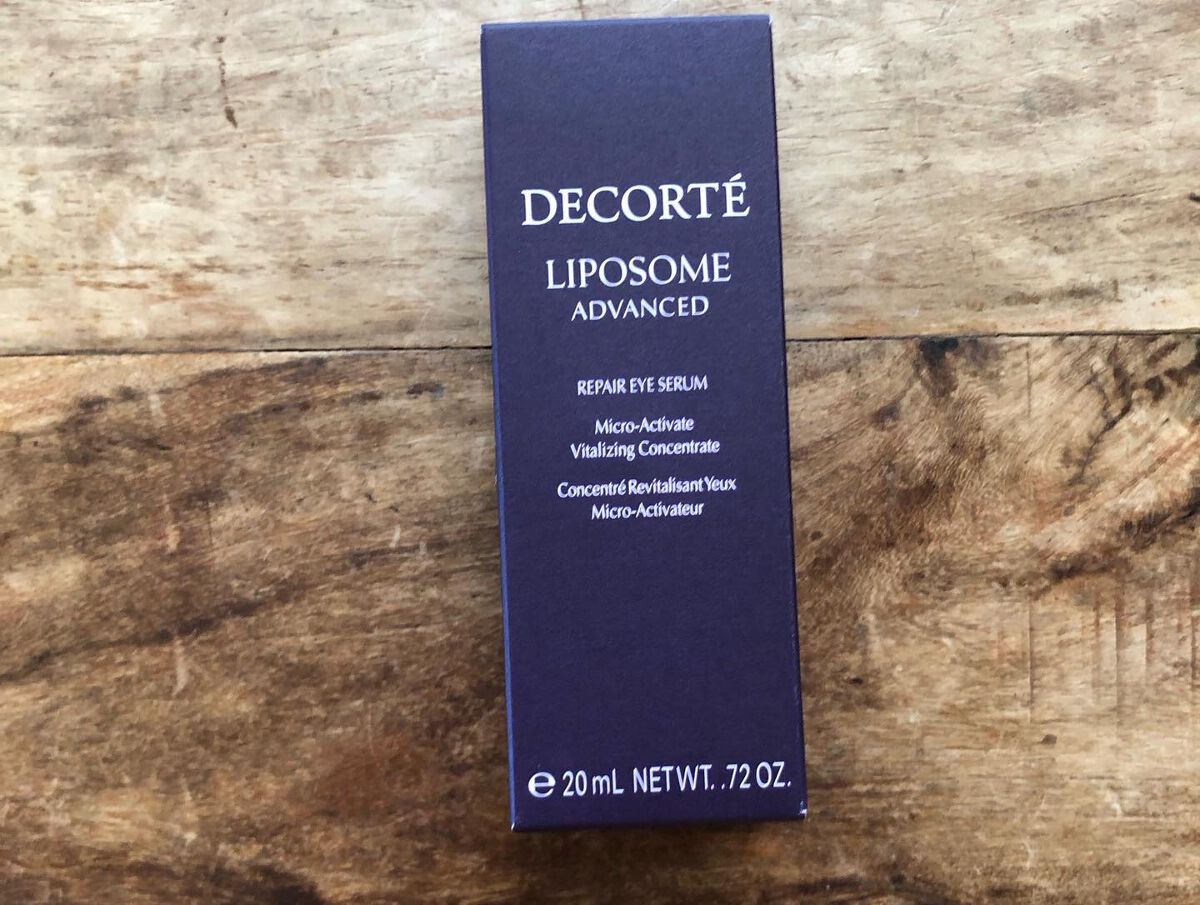 DECORTÉ
LIPOSOME
ADVANCED
REPAIR EYE SERUM
Micro-Activate
Vitalizing Concentrate
Concentré Revitalisant Yeux
Micro-Activateur
℮ 20 mL NET WT. .72 OZ.